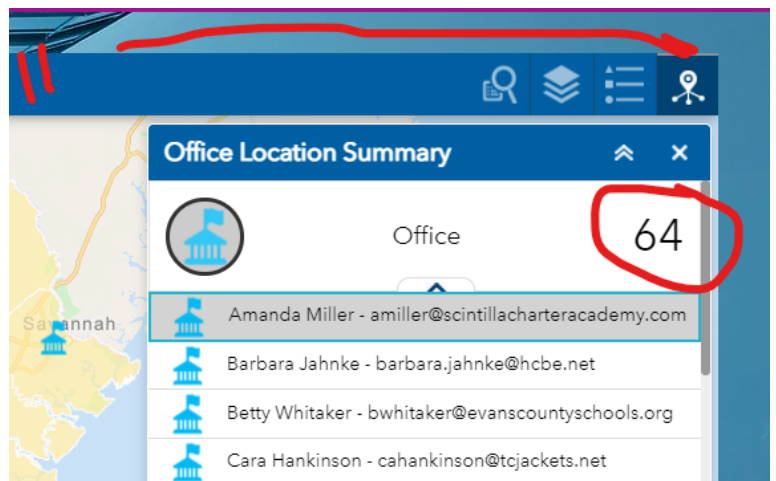 Office Location Summary
Office
64
Savannah
Amanda Miller - amiller@scintillacharteracademy.com
Barbara Jahnke - barbara.jahnke@hcbe.net
Betty Whitaker - bwhitaker@evanscountyschools.org
Cara Hankinson - cahankinson@tcjackets.net